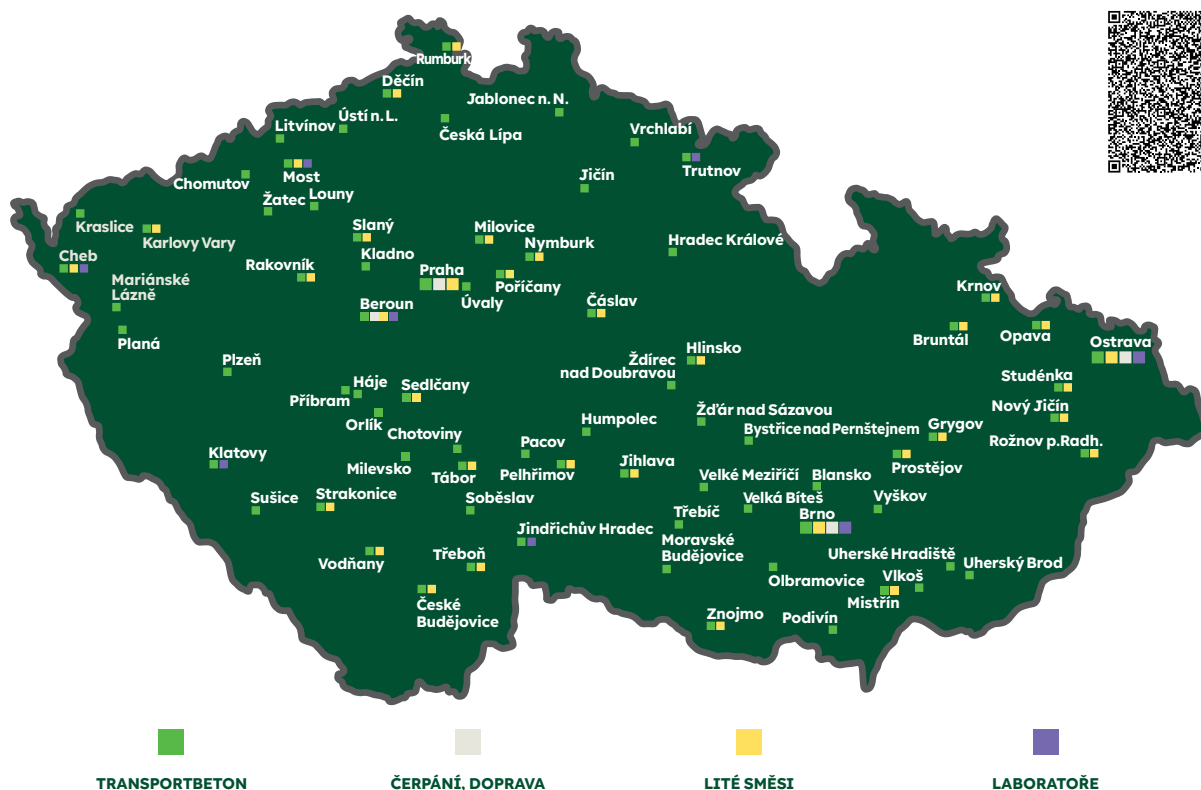 Rumburk
Děčín
Jablonec n. N.
Ústí n. L.
Litvínov
Česká Lípa
Vrchlabí
Trutnov
Most
Chomutov
Jičín
Žatec
Louny
Kraslice
Karlovy Vary
Slaný
Milovice
Nymburk
Hradec Králové
Cheb
Kladno
Rakovník
Praha
Poříčany
Mariánské
Lázně
Úvaly
Beroun
Čáslav
Krnov
Planá
Bruntál
Opava
Ostrava
Hlinsko
Plzeň
Ždírec
nad Doubravou
Studénka
Háje
Sedlčany
Příbram
Nový Jičín
Orlík
Humpolec
Žďár nad Sázavou
Bystřice nad Pernštejnem
Grygov
Chotoviny
Rožnov p.Radh.
Pacov
Klatovy
Milevsko
Tábor
Pelhřimov
Jihlava
Prostějov
Velké Meziříčí
Blansko
Sušice
Strakonice
Soběslav
Velká Bíteš
Vyškov
Třebíč
Brno
Jindřichův Hradec
Moravské
Budějovice
Vodňany
Třeboň
Uherské Hradiště
Uherský Brod
Olbramovice
Vlkoš
Mistřín
České
Budějovice
Znojmo
Podivín
TRANSPORTBETON
ČERPÁNÍ, DOPRAVA
LITÉ SMĚSI
LABORATOŘE